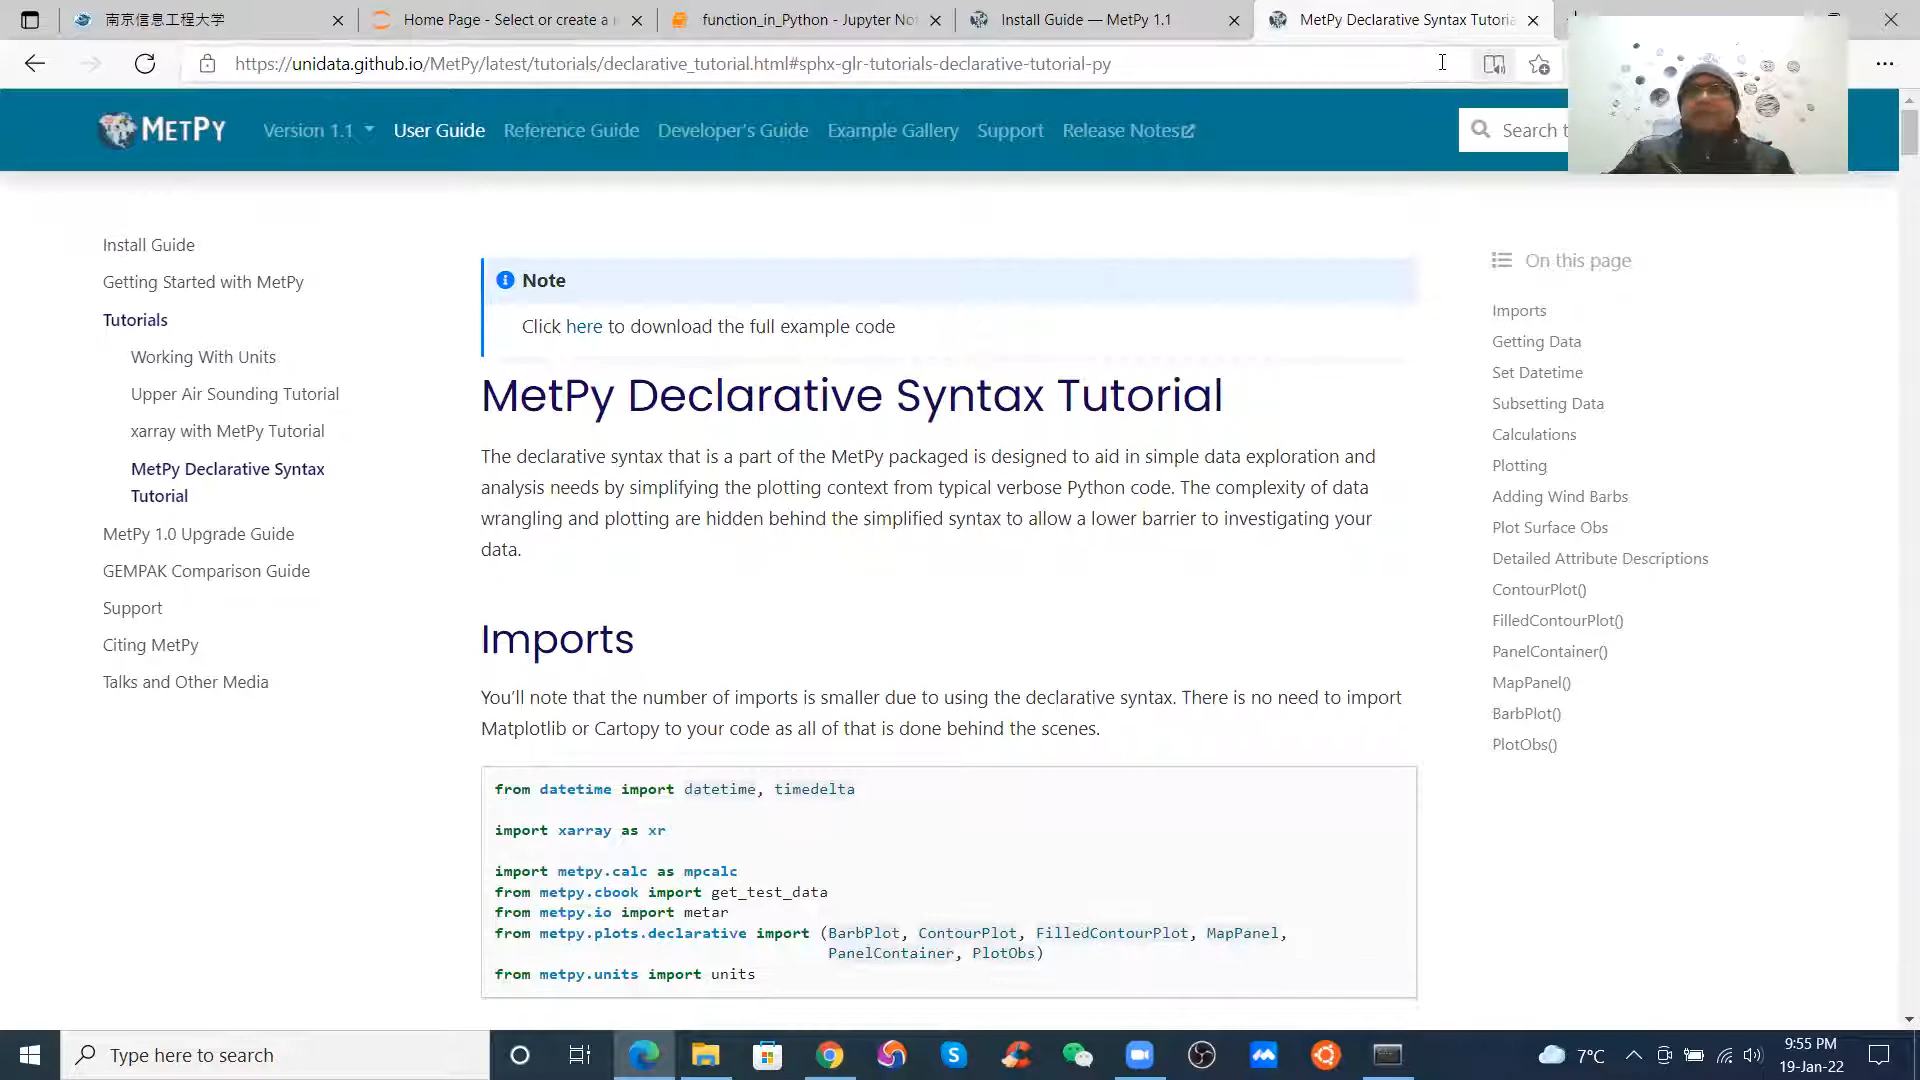 南京信息工程大学
Home Page - Select or create a
function_in_Python - Jupyter No
Install Guide — MetPy 1.1
MetPy Declarative Syntax Tutoria
https://unidata.github.io/MetPy/latest/tutorials/declarative_tutorial.html#sphx-glr-tutorials-declarative-tutorial-py
METPY
Version 1.1
User Guide
Reference Guide
Developer's Guide
Example Gallery
Support
Release Notes
Search t
Install Guide
Getting Started with MetPy
Tutorials
Working With Units
Upper Air Sounding Tutorial
xarray with MetPy Tutorial
MetPy Declarative Syntax
Tutorial
MetPy 1.0 Upgrade Guide
GEMPAK Comparison Guide
Support
Citing MetPy
Talks and Other Media
Note
Click here to download the full example code
MetPy Declarative Syntax Tutorial
The declarative syntax that is a part of the MetPy packaged is designed to aid in simple data exploration and
analysis needs by simplifying the plotting context from typical verbose Python code. The complexity of data
wrangling and plotting are hidden behind the simplified syntax to allow a lower barrier to investigating your
data.
Imports
You'll note that the number of imports is smaller due to using the declarative syntax. There is no need to import
Matplotlib or Cartopy to your code as all of that is done behind the scenes.
from datetime import datetime, timedelta
import xarray as xr
import metpy.calc as mpcalc
from metpy.cbook import get_test_data
from metpy.io import metar
from metpy.plots.declarative import (BarbPlot, ContourPlot, FilledContourPlot, MapPanel,
PanelContainer, PlotObs)
from metpy.units import units
On this page
Imports
Getting Data
Set Datetime
Subsetting Data
Calculations
Plotting
Adding Wind Barbs
Plot Surface Obs
Detailed Attribute Descriptions
ContourPlot()
FilledContourPlot()
PanelContainer()
MapPanel()
BarbPlot()
PlotObs()
Type here to search
7°C
9:55 PM
19-Jan-22